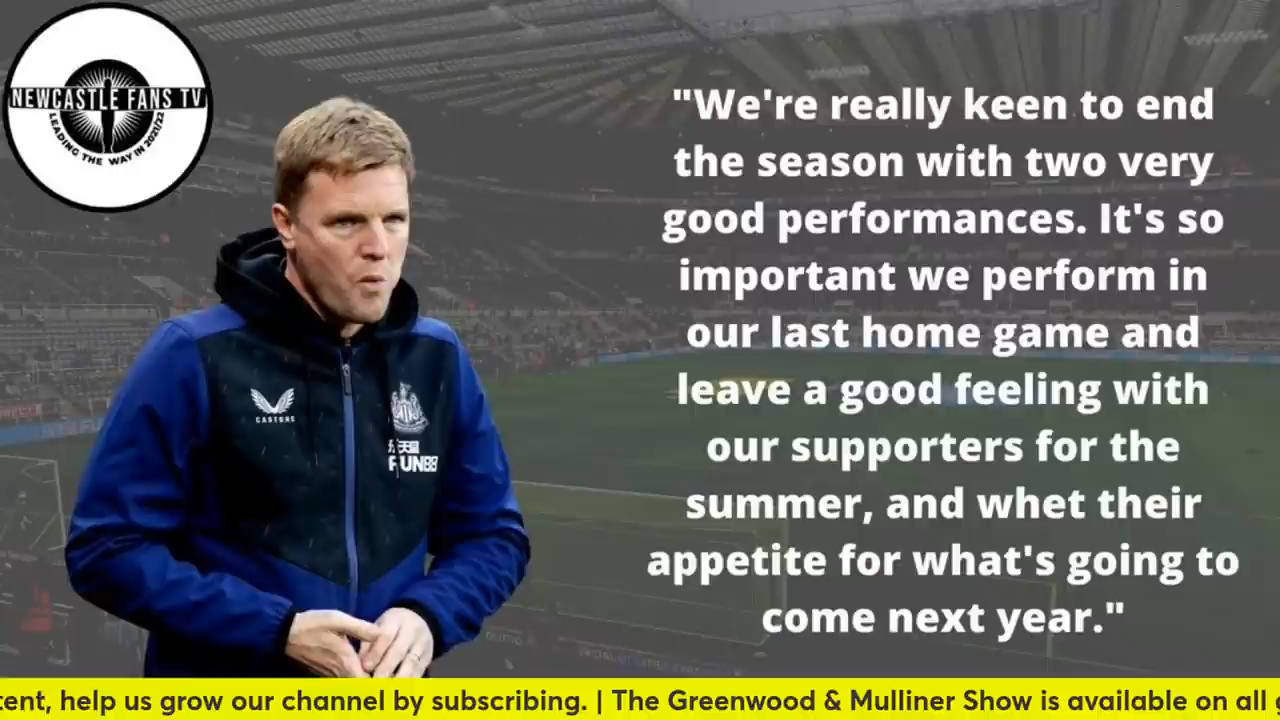 NEWCASTLE FANS TV
LEADING THE WAY IN 2021/22
"We're really keen to end
the season with two very
good performances. It's so
important we perform in
our last home game and
leave a good feeling with
our supporters for the
summer, and whet their
appetite for what's going to
come next year."
CASTORE
FUN88
tent, help us grow our channel by subscribing. | The Greenwood & Mulliner Show is available on all